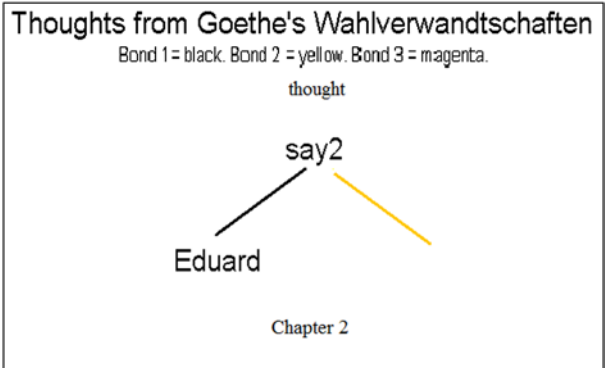 Thoughts from Goethe's Wahlverwandtschaften
Bond 1 = black. Bond 2 = yellow. Bond 3 = magenta.
thought
say2
Eduard
Chapter 2